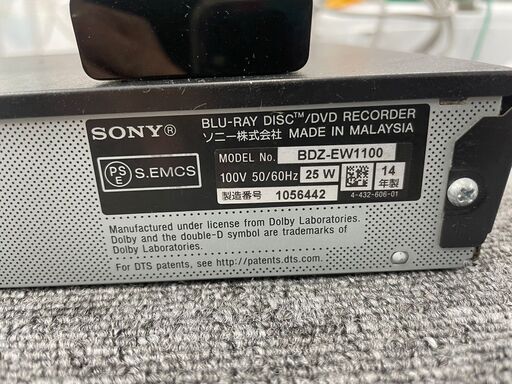 SONY®
BLU-RAY DISC™/DVD RECORDER
ソニー株式会社 MADE IN MALAYSIA
PSE S.EMCS
MODEL No. BDZ-EW1100
100V 50/60Hz 25 W
14年製
製造番号 1056442
4-432-606-01
Manufactured under license from Dolby Laboratories.
Dolby and the double-D symbol are trademarks of
Dolby Laboratories.
For DTS patents, see http://patents.dts.com.